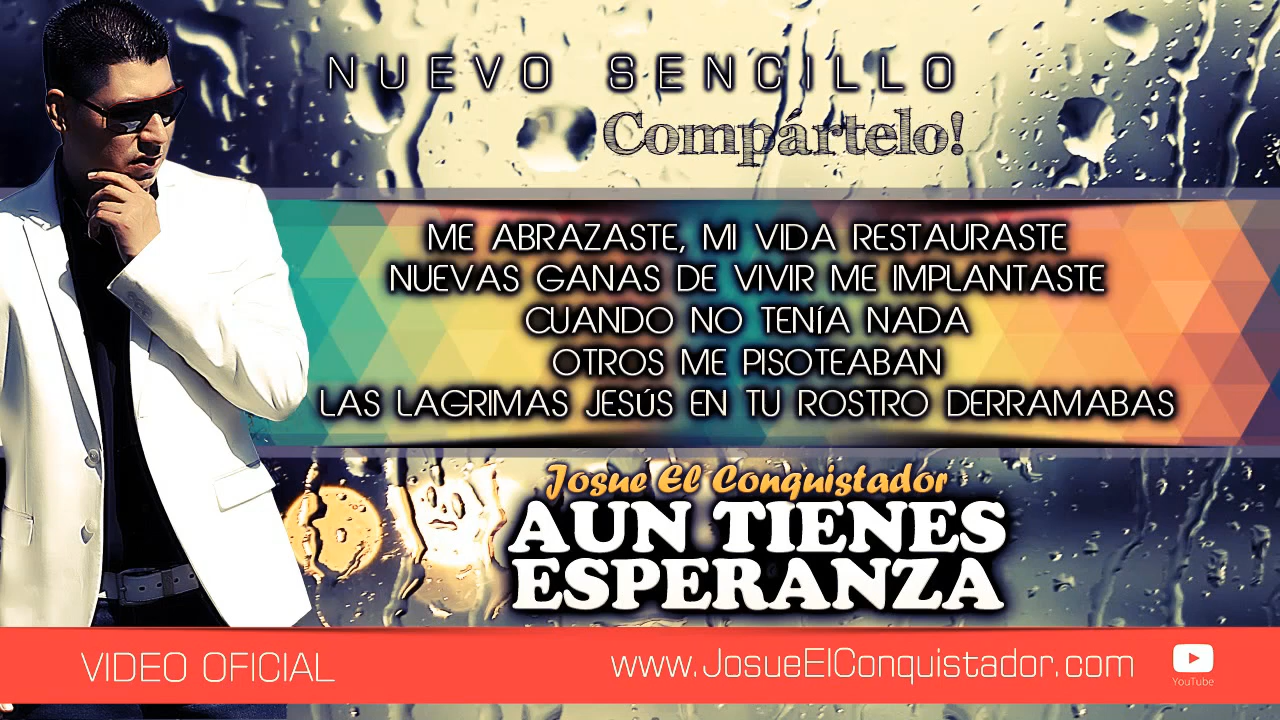 NUEVO SENCILLO
Compártelo!
ME ABRAZASTE, MI VIDA RESTAURASTE
NUEVAS GANAS DE VIVIR ME IMPLANTASTE
CUANDO NO TENÍA NADA
OTROS ME PISOTEABAN
LAS LAGRIMAS JESÚS EN TU ROSTRO DERRAMABAS
Josue El Conquistador
AUN TIENES
ESPERANZA
VIDEO OFICIAL
www.JosueElConquistador.com
YouTube